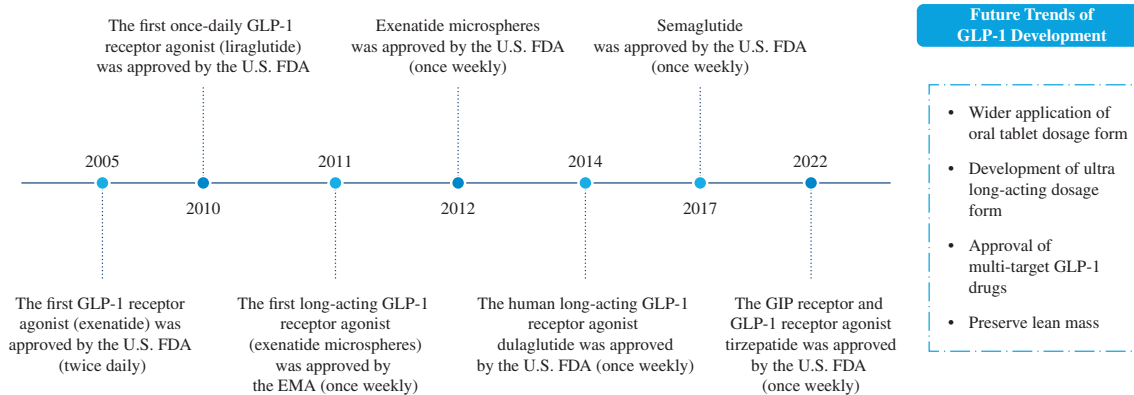 The first once-daily GLP-1
receptor agonist (liraglutide)
was approved by the U.S. FDA
Exenatide microspheres
was approved by the U.S. FDA
(once weekly)
Semaglutide
was approved by the U.S. FDA
(once weekly)
2005
2010
2011
2012
2014
2017
2022
The first GLP-1 receptor
agonist (exenatide) was
approved by the U.S. FDA
(twice daily)
The first long-acting GLP-1
receptor agonist
(exenatide microspheres)
was approved by
the EMA (once weekly)
The human long-acting GLP-1
receptor agonist
dulaglutide was approved
by the U.S. FDA (once weekly)
The GIP receptor and
GLP-1 receptor agonist
tirzepatide was approved
by the U.S. FDA
(once weekly)
Future Trends of
GLP-1 Development
• Wider application of
oral tablet dosage form
• Development of ultra
long-acting dosage
form
• Approval of
multi-target GLP-1
drugs
• Preserve lean mass